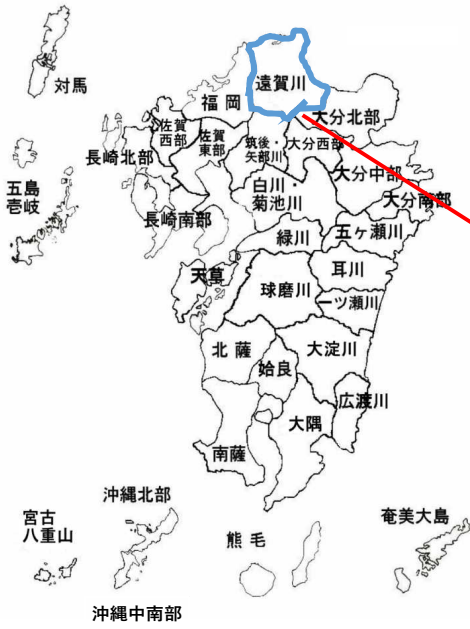 対馬
遠賀川
福岡
大分北部
佐賀
西部
佐賀
東部
筑後・
矢部川
大分西部
長崎北部
大分中部
五島
壱岐
白川・
菊池川
大分南部
長崎南部
五ヶ瀬川
緑川
天草
耳川
球磨川
一ツ瀬川
北薩
大淀川
姶良
広渡川
大隅
南薩
沖縄北部
宮古
八重山
熊毛
奄美大島
沖縄中南部